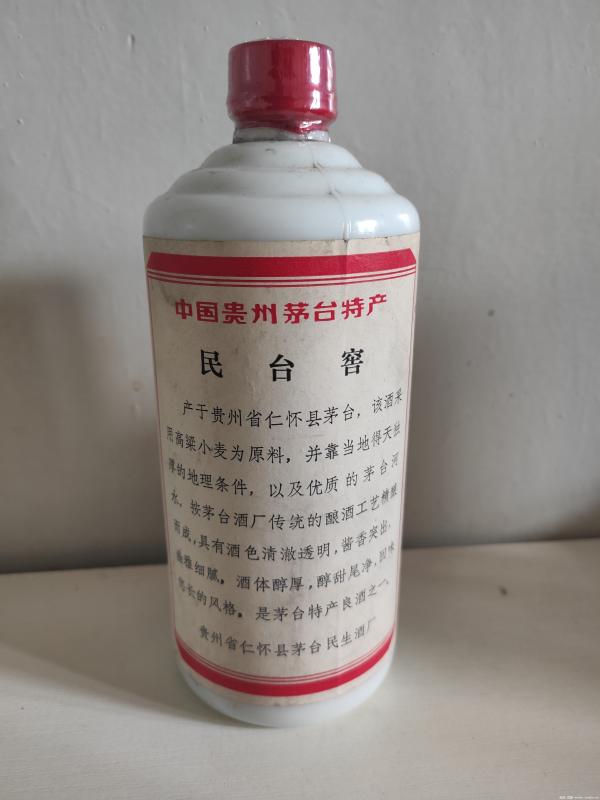 中国贵州茅台特产
民台窖
产于贵州省仁怀县茅台，该酒采
用高粱小麦为原料，并靠当地得天独
厚的地理条件，以及优质的茅台河
水，按茅台酒厂传统的酿酒工艺精酿
而成，具有酒色清澈透明，酱香突出，
幽雅细腻，酒体醇厚，醇甜尾净，回味
悠长的风格。是茅台特产良酒之一。
贵州省仁怀县茅台民生酒厂